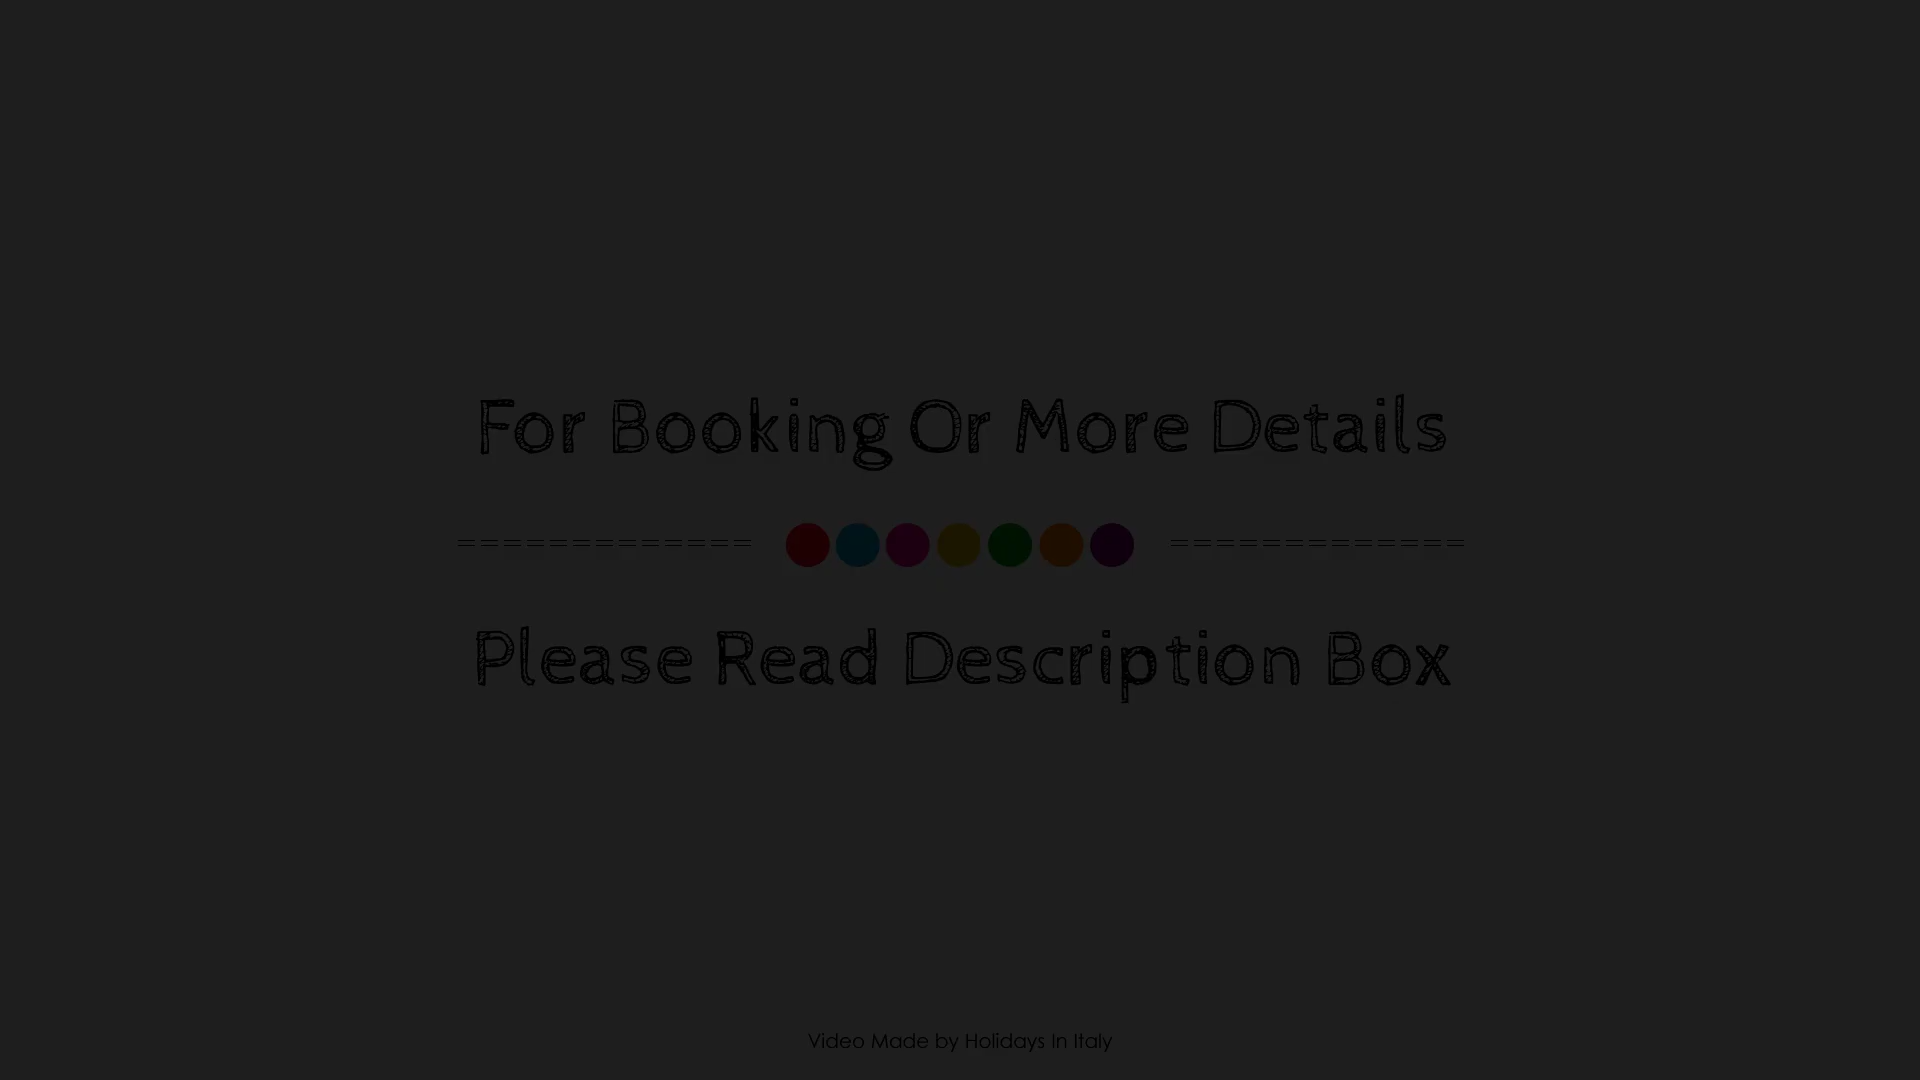 For Booking Or More Details
============= =============
Please Read Description Box
Video Made by Holidays In Italy